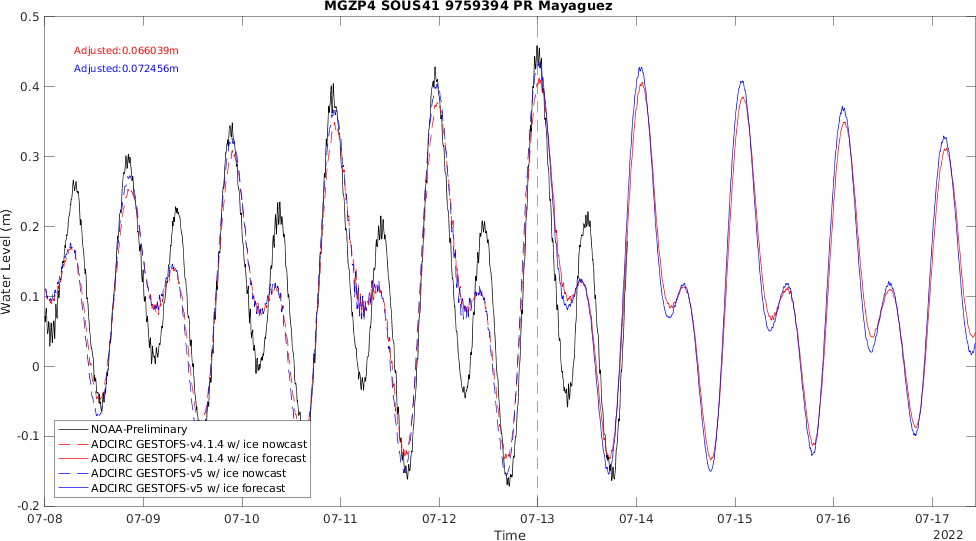 MGZP4 SOUS41 9759394 PR Mayaguez
Adjusted:0.066039m
Adjusted:0.072456m
Water Level (m)
0.5
0.4
0.3
0.2
0.1
0
-0.1
-0.2
NOAA-Preliminary
ADCIRC GESTOFS-v4.1.4 w/ ice nowcast
ADCIRC GESTOFS-v4.1.4 w/ ice forecast
ADCIRC GESTOFS-v5 w/ ice nowcast
ADCIRC GESTOFS-v5 w/ ice forecast
07-08 07-09 07-10 07-11 07-12 07-13 07-14 07-15 07-16 07-17
Time
2022